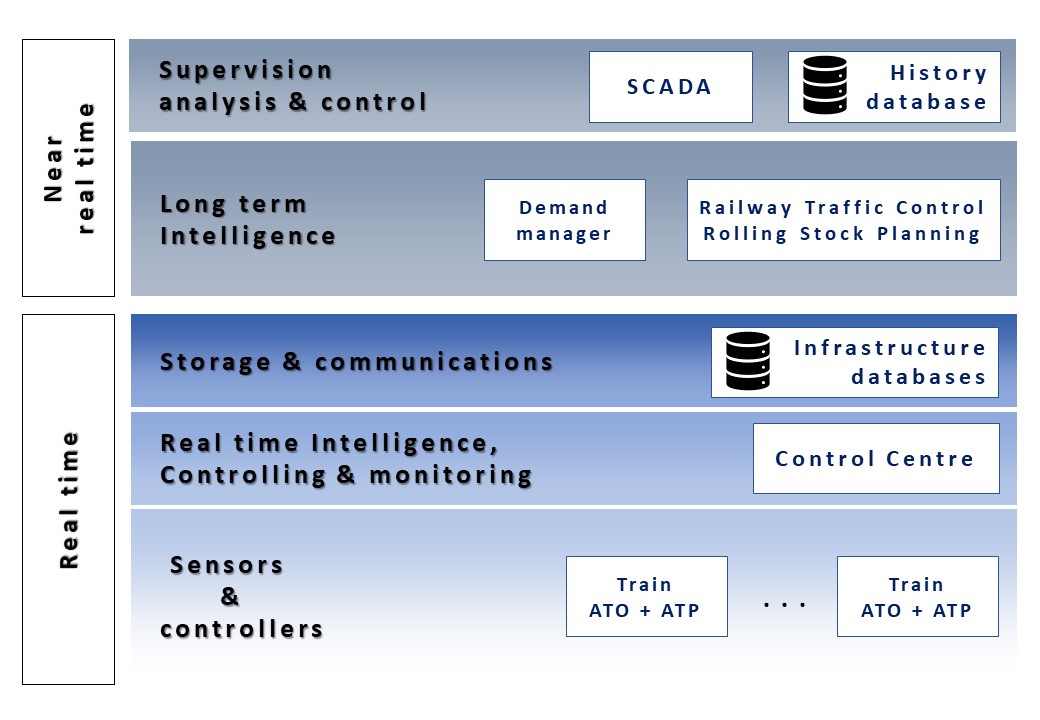 Near
real time
Supervision
analysis & control
SCADA
History
database
Long term
Intelligence
Demand
manager
Railway Traffic Control
Rolling Stock Planning
Real time
Storage & communications
Infrastructure
databases
Real time Intelligence,
Controlling & monitoring
Control Centre
Sensors
&
controllers
Train
ATO + ATP
. . .
Train
ATO + ATP